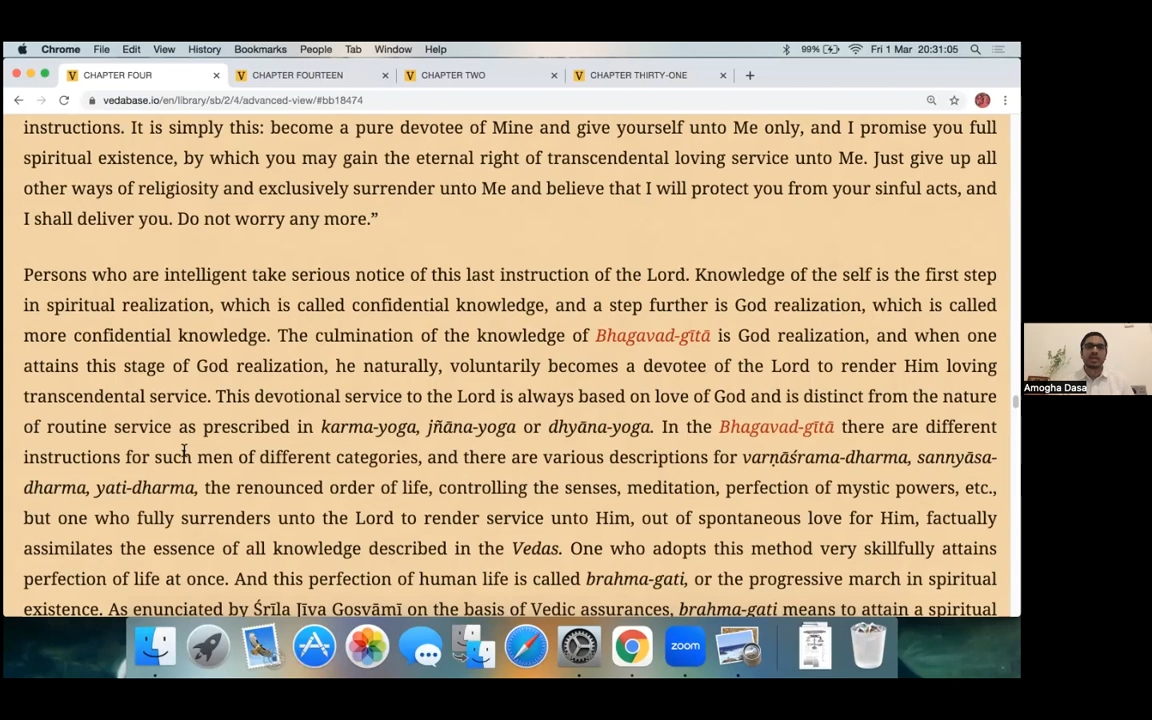 Chrome File Edit View History Bookmarks People Tab Window Help 99% Fri 1 Mar 20:31:05
CHAPTER FOUR CHAPTER FOURTEEN CHAPTER TWO CHAPTER THIRTY-ONE
vedabase.io/en/library/sb/2/4/advanced-view/#bb18474
instructions. It is simply this: become a pure devotee of Mine and give yourself unto Me only, and I promise you full
spiritual existence, by which you may gain the eternal right of transcendental loving service unto Me. Just give up all
other ways of religiosity and exclusively surrender unto Me and believe that I will protect you from your sinful acts, and
I shall deliver you. Do not worry any more.”
Persons who are intelligent take serious notice of this last instruction of the Lord. Knowledge of the self is the first step
in spiritual realization, which is called confidential knowledge, and a step further is God realization, which is called
more confidential knowledge. The culmination of the knowledge of Bhagavad-gītā is God realization, and when one
attains this stage of God realization, he naturally, voluntarily becomes a devotee of the Lord to render Him loving
transcendental service. This devotional service to the Lord is always based on love of God and is distinct from the nature
of routine service as prescribed in karma-yoga, jñāna-yoga or dhyāna-yoga. In the Bhagavad-gītā there are different
instructions for such men of different categories, and there are various descriptions for varṇāśrama-dharma, sannyāsa-
dharma, yati-dharma, the renounced order of life, controlling the senses, meditation, perfection of mystic powers, etc.,
but one who fully surrenders unto the Lord to render service unto Him, out of spontaneous love for Him, factually
assimilates the essence of all knowledge described in the Vedas. One who adopts this method very skillfully attains
perfection of life at once. And this perfection of human life is called brahma-gati, or the progressive march in spiritual
existence. As enunciated by Śrīla Jīva Gosvāmī on the basis of Vedic assurances, brahma-gati means to attain a spiritual
Amogha Dasa
zoom